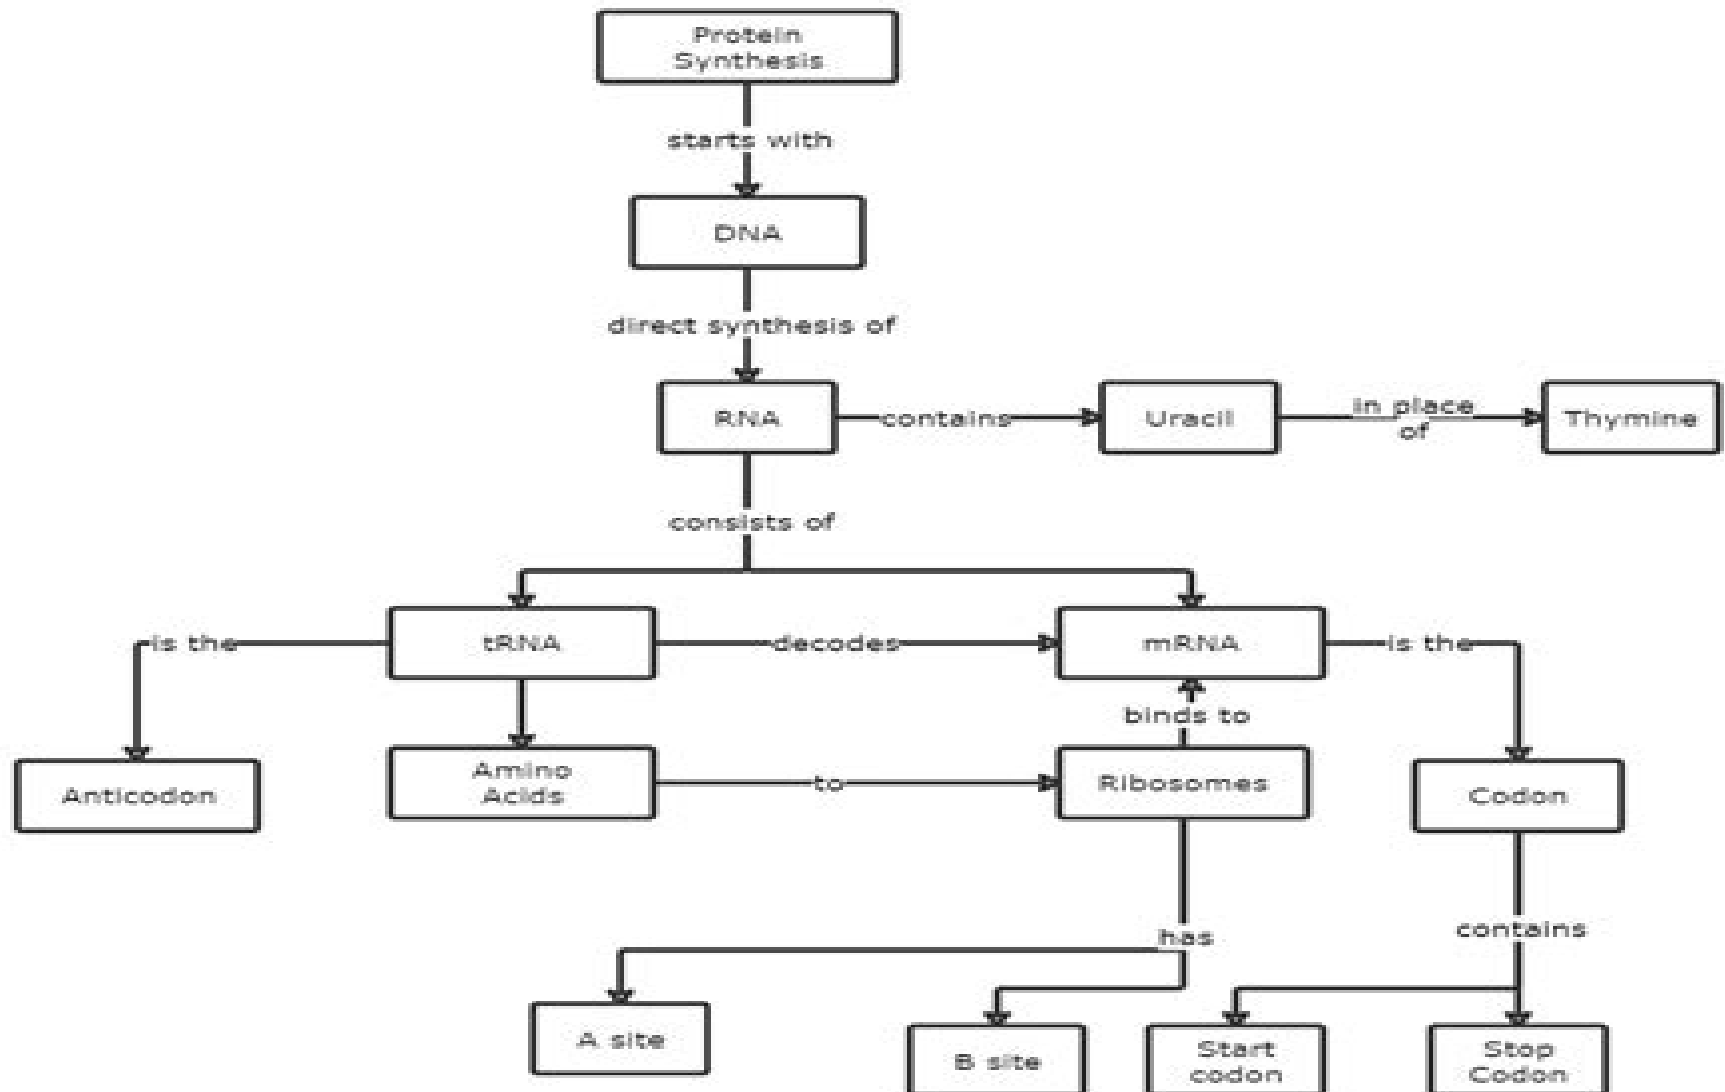 Protein
Synthesis
starts with
DNA
direct synthesis of
RNA
contains
Uracil
in place
of
Thymine
consists of
is the
tRNA
decodes
mRNA
is the
binds to
Anticodon
Amino
Acids
to
Ribosomes
Codon
has
contains
A site
B site
Start
codon
Stop
Codon